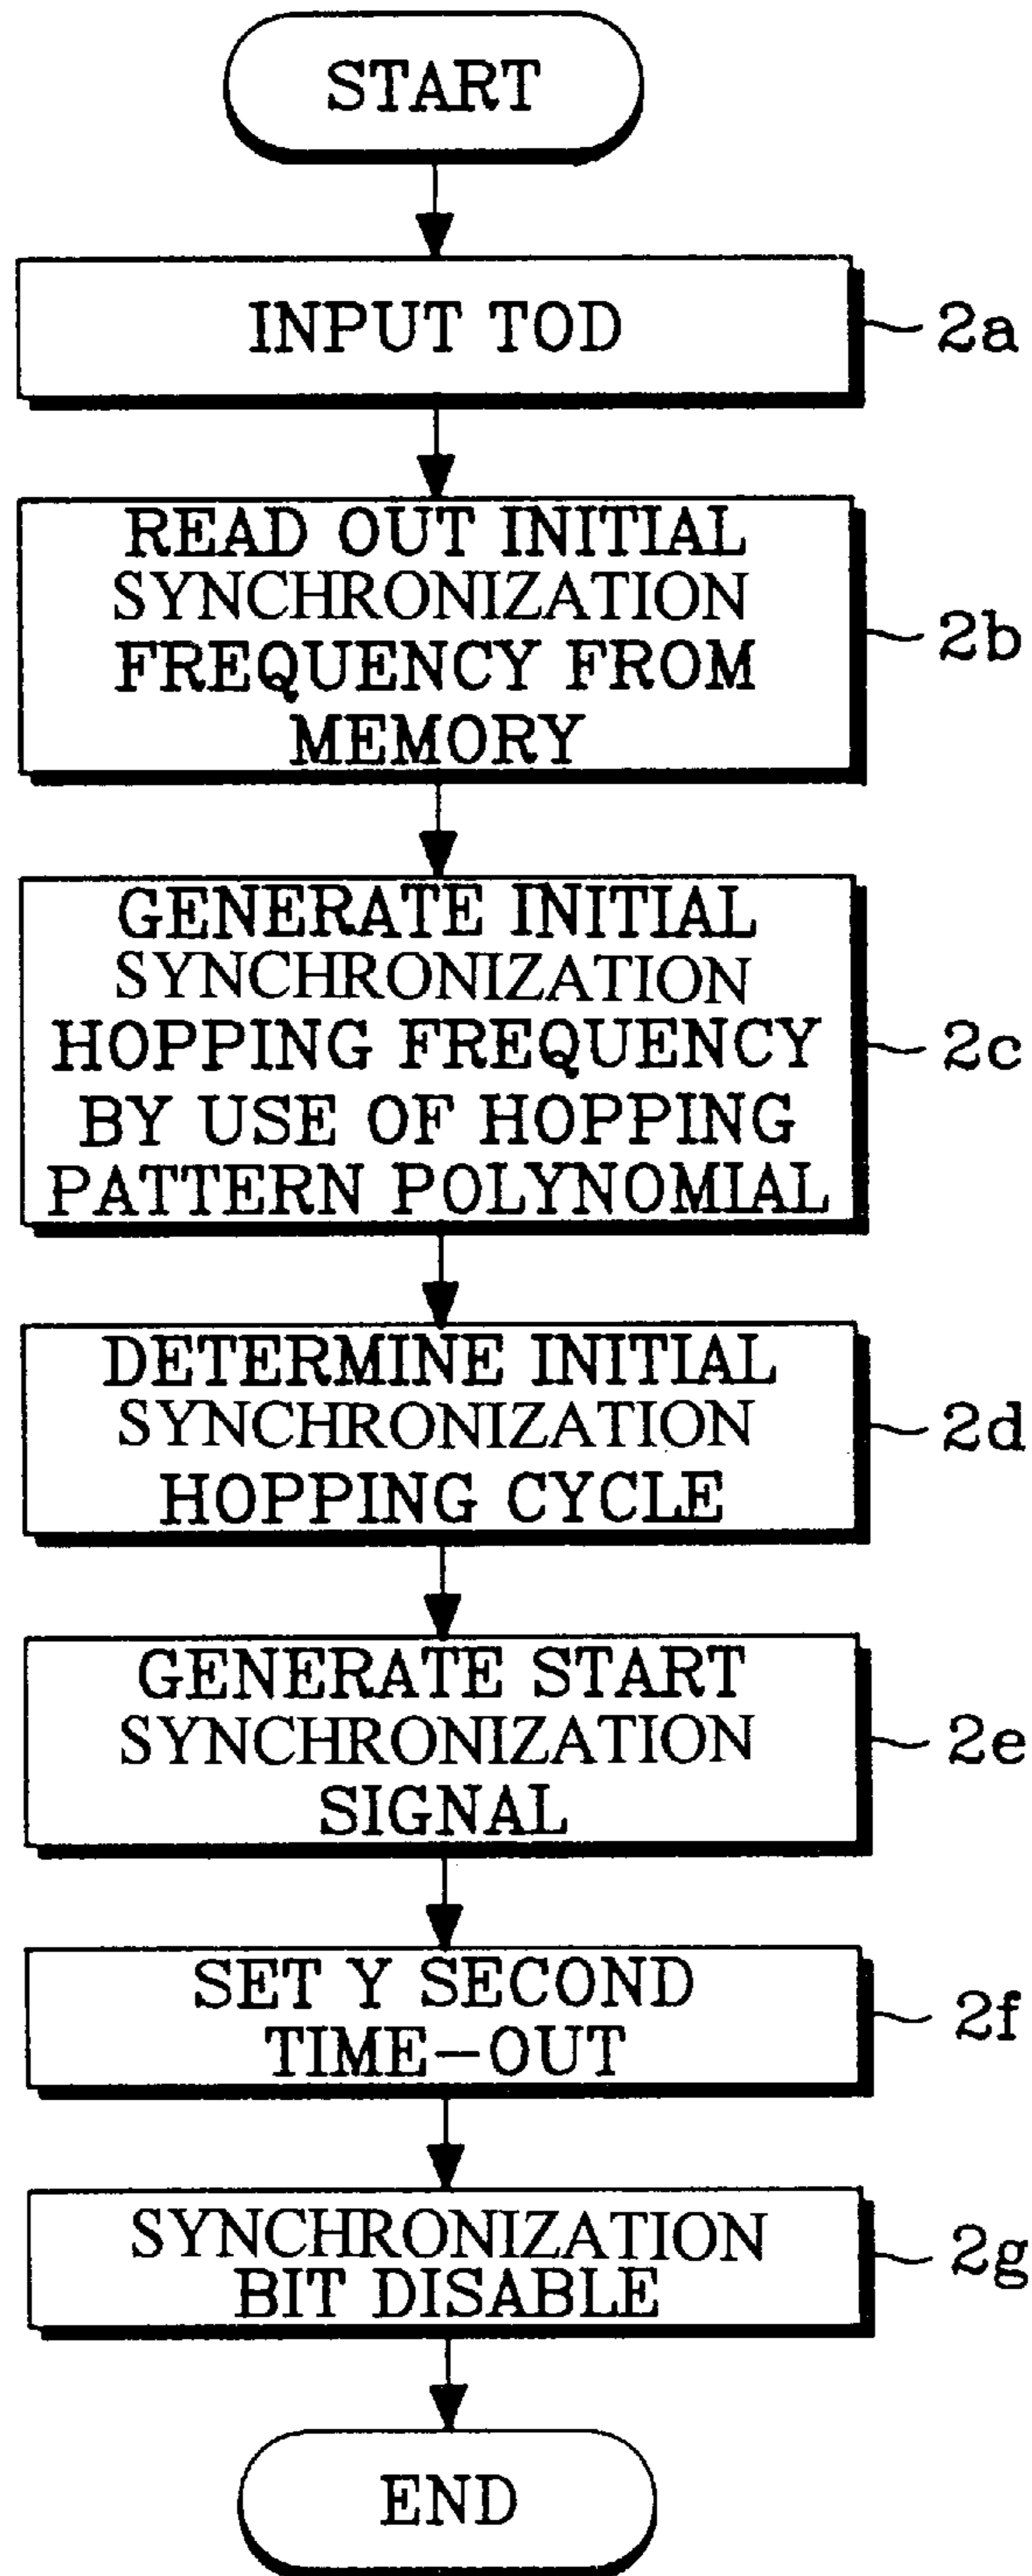 START
INPUT TOD
2a
READ OUT INITIAL
SYNCHRONIZATION
FREQUENCY FROM
MEMORY
2b
GENERATE INITIAL
SYNCHRONIZATION
HOPPING FREQUENCY
BY USE OF HOPPING
PATTERN POLYNOMIAL
2c
DETERMINE INITIAL
SYNCHRONIZATION
HOPPING CYCLE
2d
GENERATE START
SYNCHRONIZATION
SIGNAL
2e
SET Y SECOND
TIME-OUT
2f
SYNCHRONIZATION
BIT DISABLE
2g
END